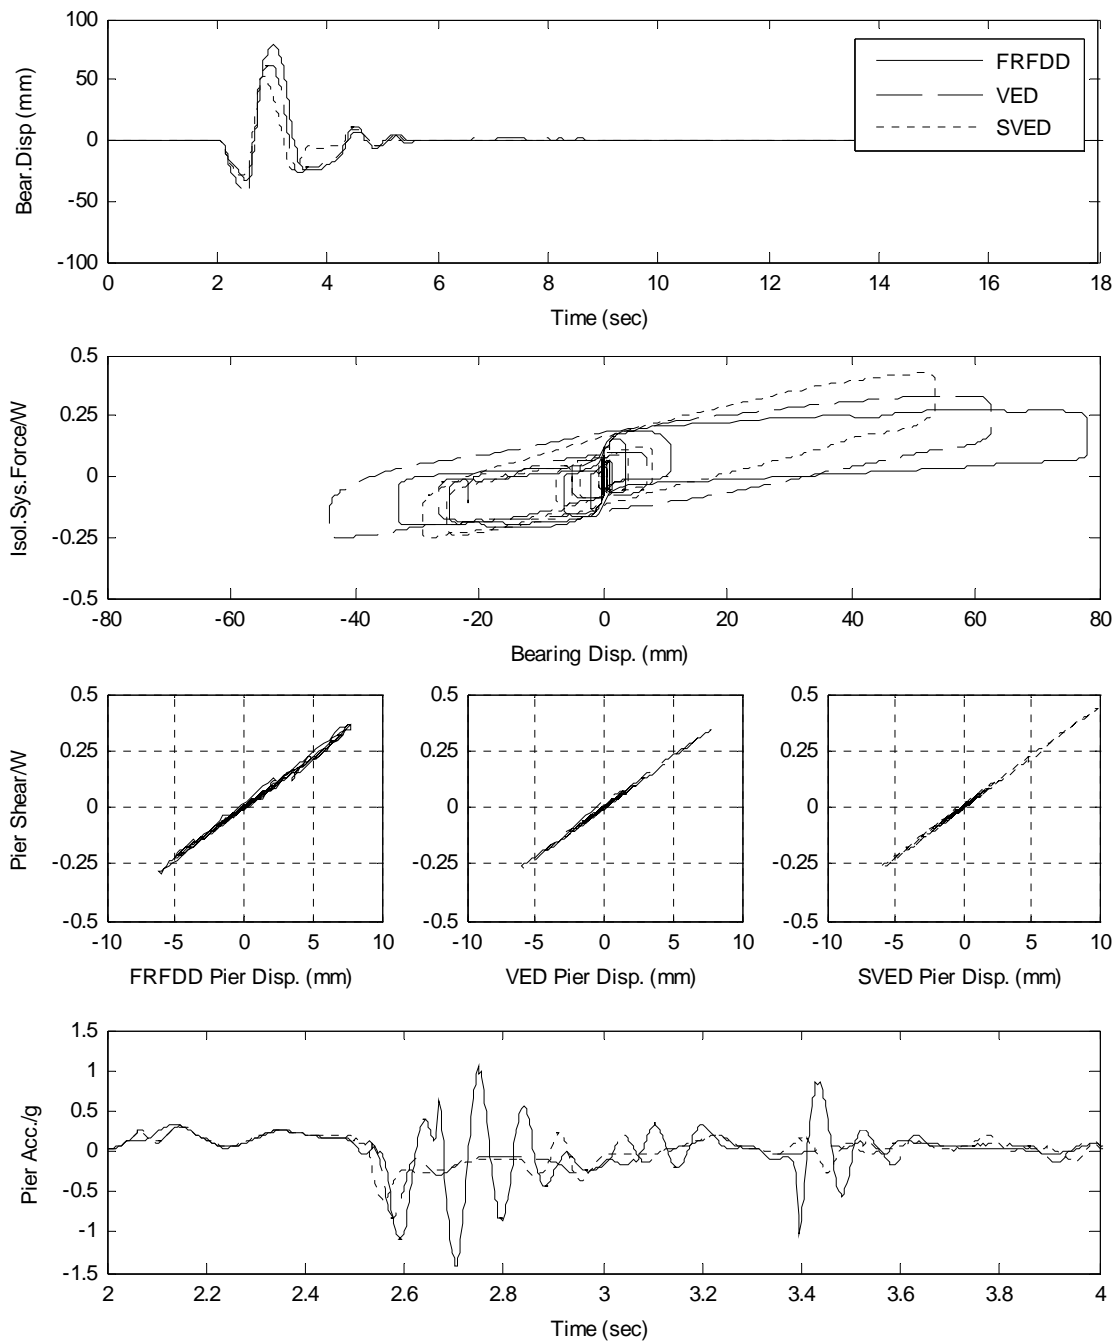 100
50
0
-50
-100
Bear.Disp (mm)
FRFDD
VED
SVED
0 2 4 6 8 10 12 14 16 18
Time (sec)
0.5
0.25
0
-0.25
-0.5
Isol.Sys.Force/W
-80 -60 -40 -20 0 20 40 60 80
Bearing Disp. (mm)
0.5
0.25
0
-0.25
-0.5
Pier Shear/W
-10 -5 0 5 10
FRFDD Pier Disp. (mm)
0.5
0.25
0
-0.25
-0.5
-10 -5 0 5 10
VED Pier Disp. (mm)
0.5
0.25
0
-0.25
-0.5
-10 -5 0 5 10
SVED Pier Disp. (mm)
1.5
1
0.5
0
-0.5
-1
-1.5
Pier Acc./g
2 2.2 2.4 2.6 2.8 3 3.2 3.4 3.6 3.8 4
Time (sec)